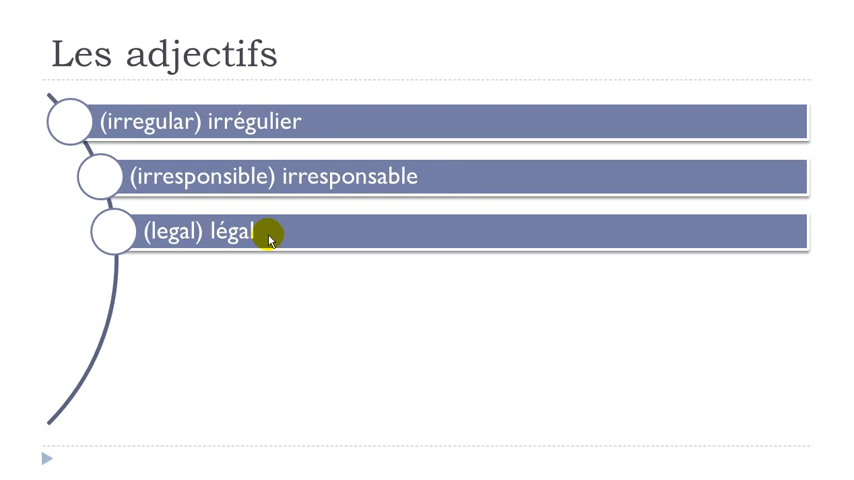 Les adjectifs
(irregular) irrégulier
(irresponsible) irresponsable
(legal) légal